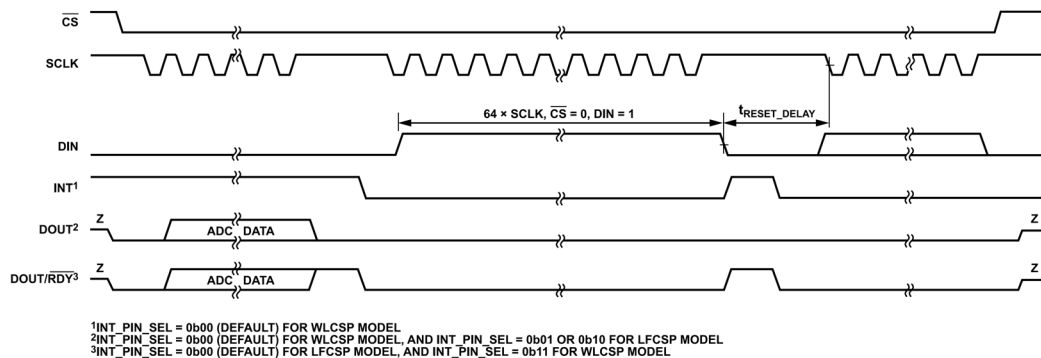 CS
SCLK
64 × SCLK, CS = 0, DIN = 1
tRESET_DELAY
DIN
INT1
Z
Z
DOUT2
ADC DATA
Z
Z
DOUT/RDY3
ADC DATA
1INT_PIN_SEL = 0b00 (DEFAULT) FOR WLCSP MODEL
2INT_PIN_SEL = 0b00 (DEFAULT) FOR WLCSP MODEL, AND INT_PIN_SEL = 0b01 OR 0b10 FOR LFCSP MODEL
3INT_PIN_SEL = 0b00 (DEFAULT) FOR LFCSP MODEL, AND INT_PIN_SEL = 0b11 FOR WLCSP MODEL